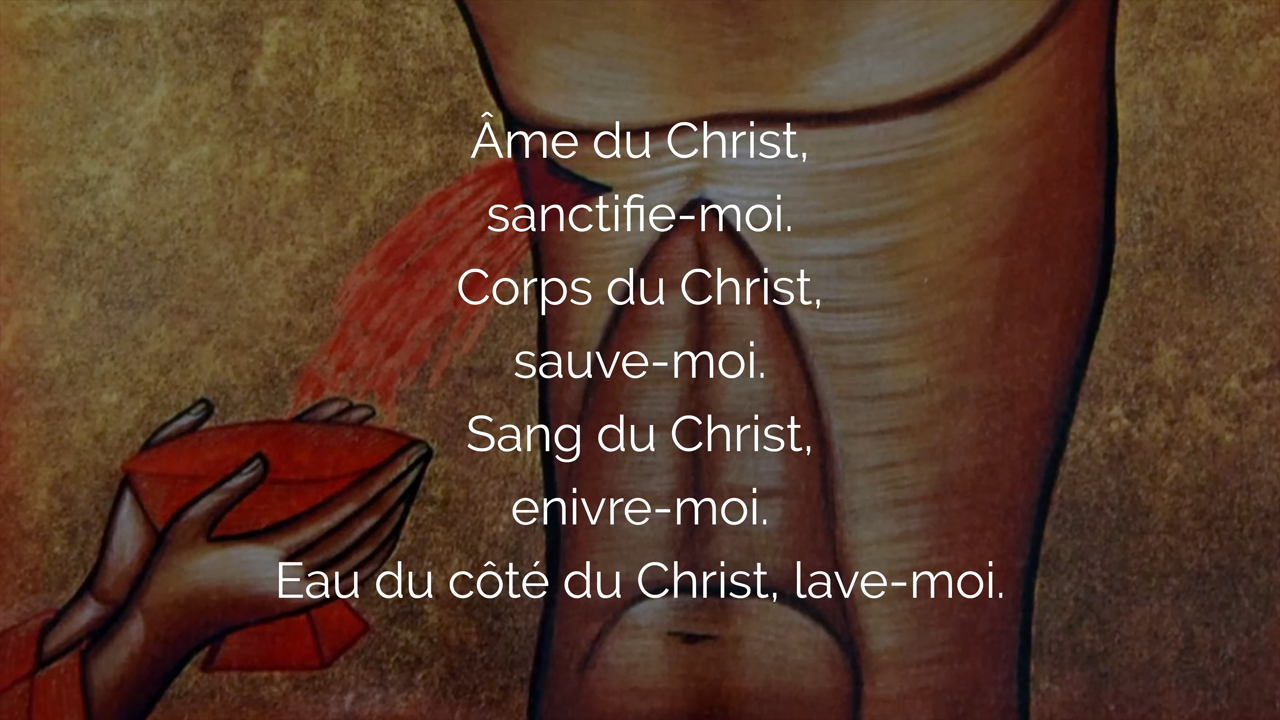 Âme du Christ,
sanctifie-moi.
Corps du Christ,
sauve-moi.
Sang du Christ,
enivre-moi.
Eau du côté du Christ, lave-moi.